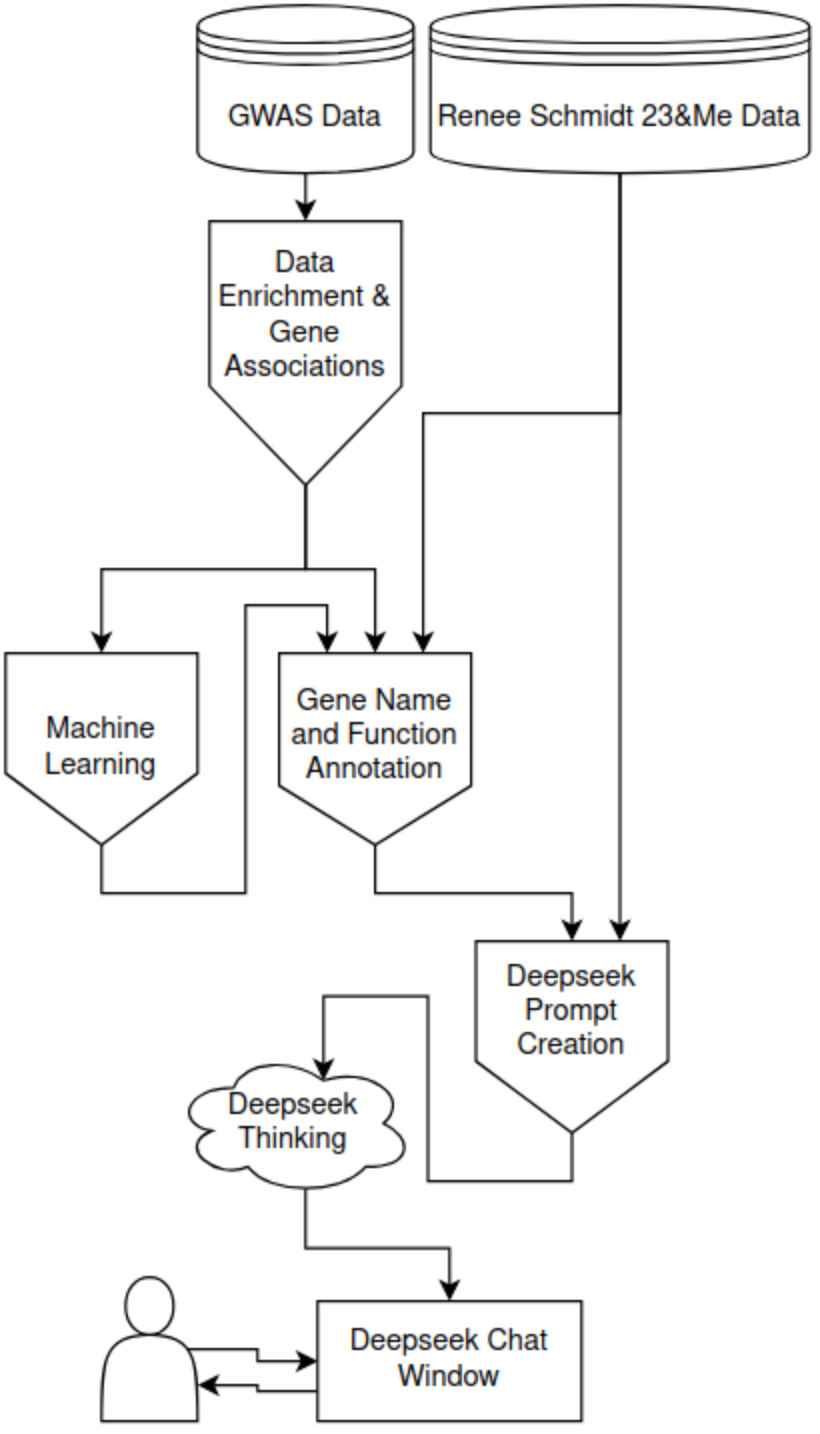 GWAS Data
Renee Schmidt 23&Me Data
Data
Enrichment &
Gene
Associations
Machine
Learning
Gene Name
and Function
Annotation
Deepseek
Prompt
Creation
Deepseek
Thinking
Deepseek Chat
Window